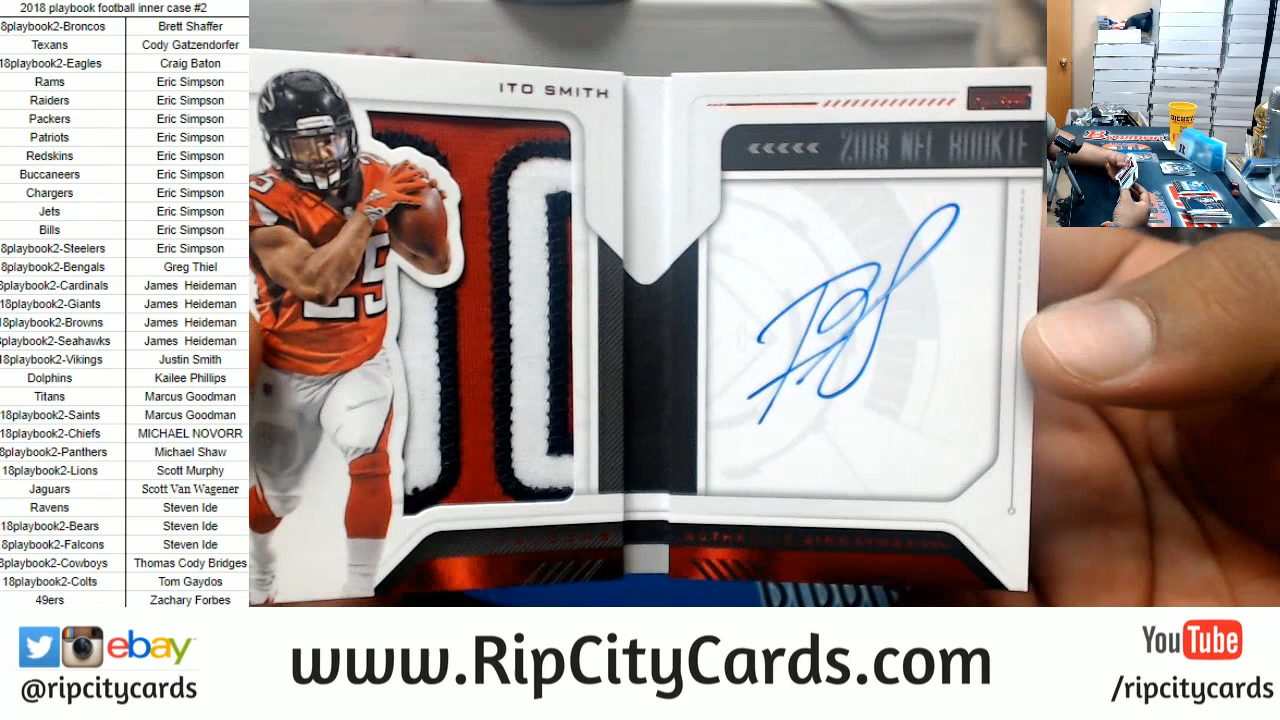 2018 playbook football inner case #2
8playbook2-Broncos Brett Shaffer
Texans Cody Gatzendorfer
18playbook2-Eagles Craig Baton
Rams Eric Simpson
Raiders Eric Simpson
Packers Eric Simpson
Patriots Eric Simpson
Redskins Eric Simpson
Buccaneers Eric Simpson
Chargers Eric Simpson
Jets Eric Simpson
Bills Eric Simpson
8playbook2-Steelers Eric Simpson
8playbook2-Bengals Greg Thiel
8playbook2-Cardinals James Heideman
18playbook2-Giants James Heideman
8playbook2-Browns James Heideman
8playbook2-Seahawks James Heideman
18playbook2-Vikings Justin Smith
Dolphins Kailee Phillips
Titans Marcus Goodman
18playbook2-Saints Marcus Goodman
18playbook2-Chiefs MICHAEL NOVORR
8playbook2-Panthers Michael Shaw
18playbook2-Lions Scott Murphy
Jaguars Scott Van Wagener
Ravens Steven Ide
18playbook2-Bears Steven Ide
8playbook2-Falcons Steven Ide
8playbook2-Cowboys Thomas Cody Bridges
18playbook2-Colts Tom Gaydos
49ers Zachary Forbes
ITO SMITH
2018 NFL ROOKIE
25
ebay
@ripcitycards
www.RipCityCards.com
YouTube
/ripcitycards